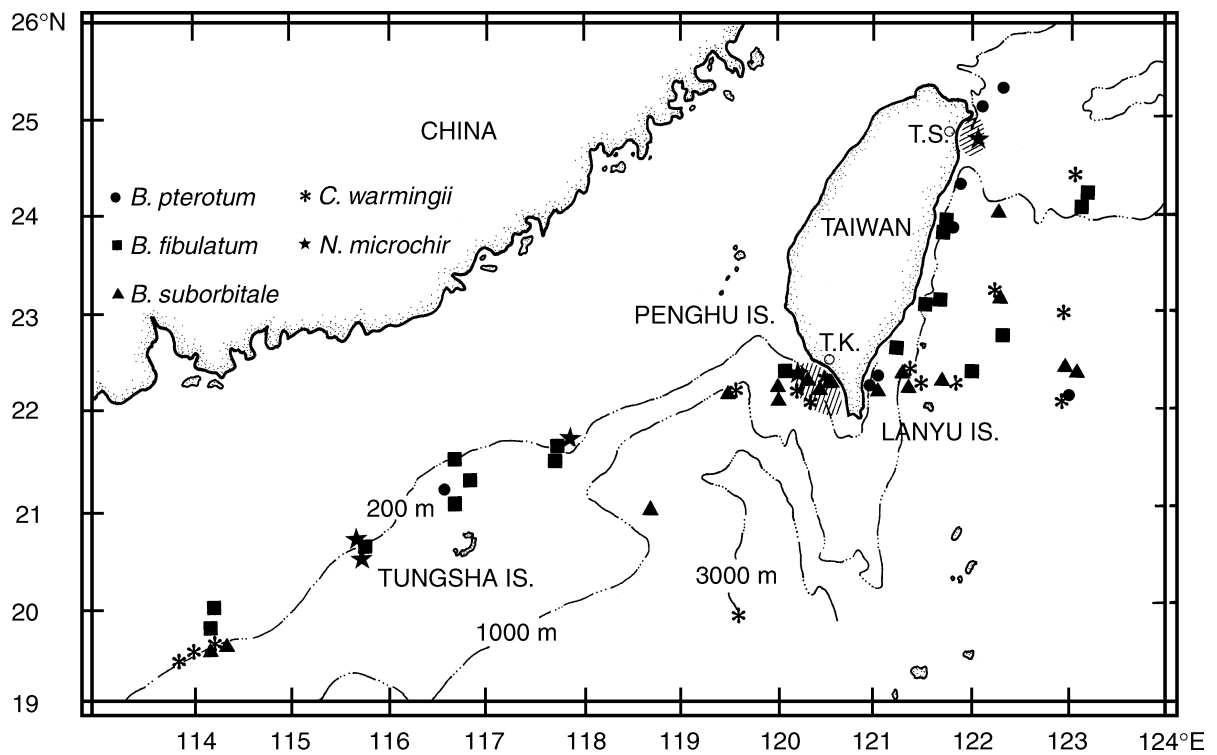 26°N
25
24
23
22
21
20
19
CHINA
T.S.
B. pterotum
C. warmingii
B. fibulatum
N. microchir
B. suborbitale
TAIWAN
PENGHU IS.
T.K.
LANYU IS.
200 m
TUNGSHA IS.
3000 m
1000 m
114 115 116 117 118 119 120 121 122 123 124°E